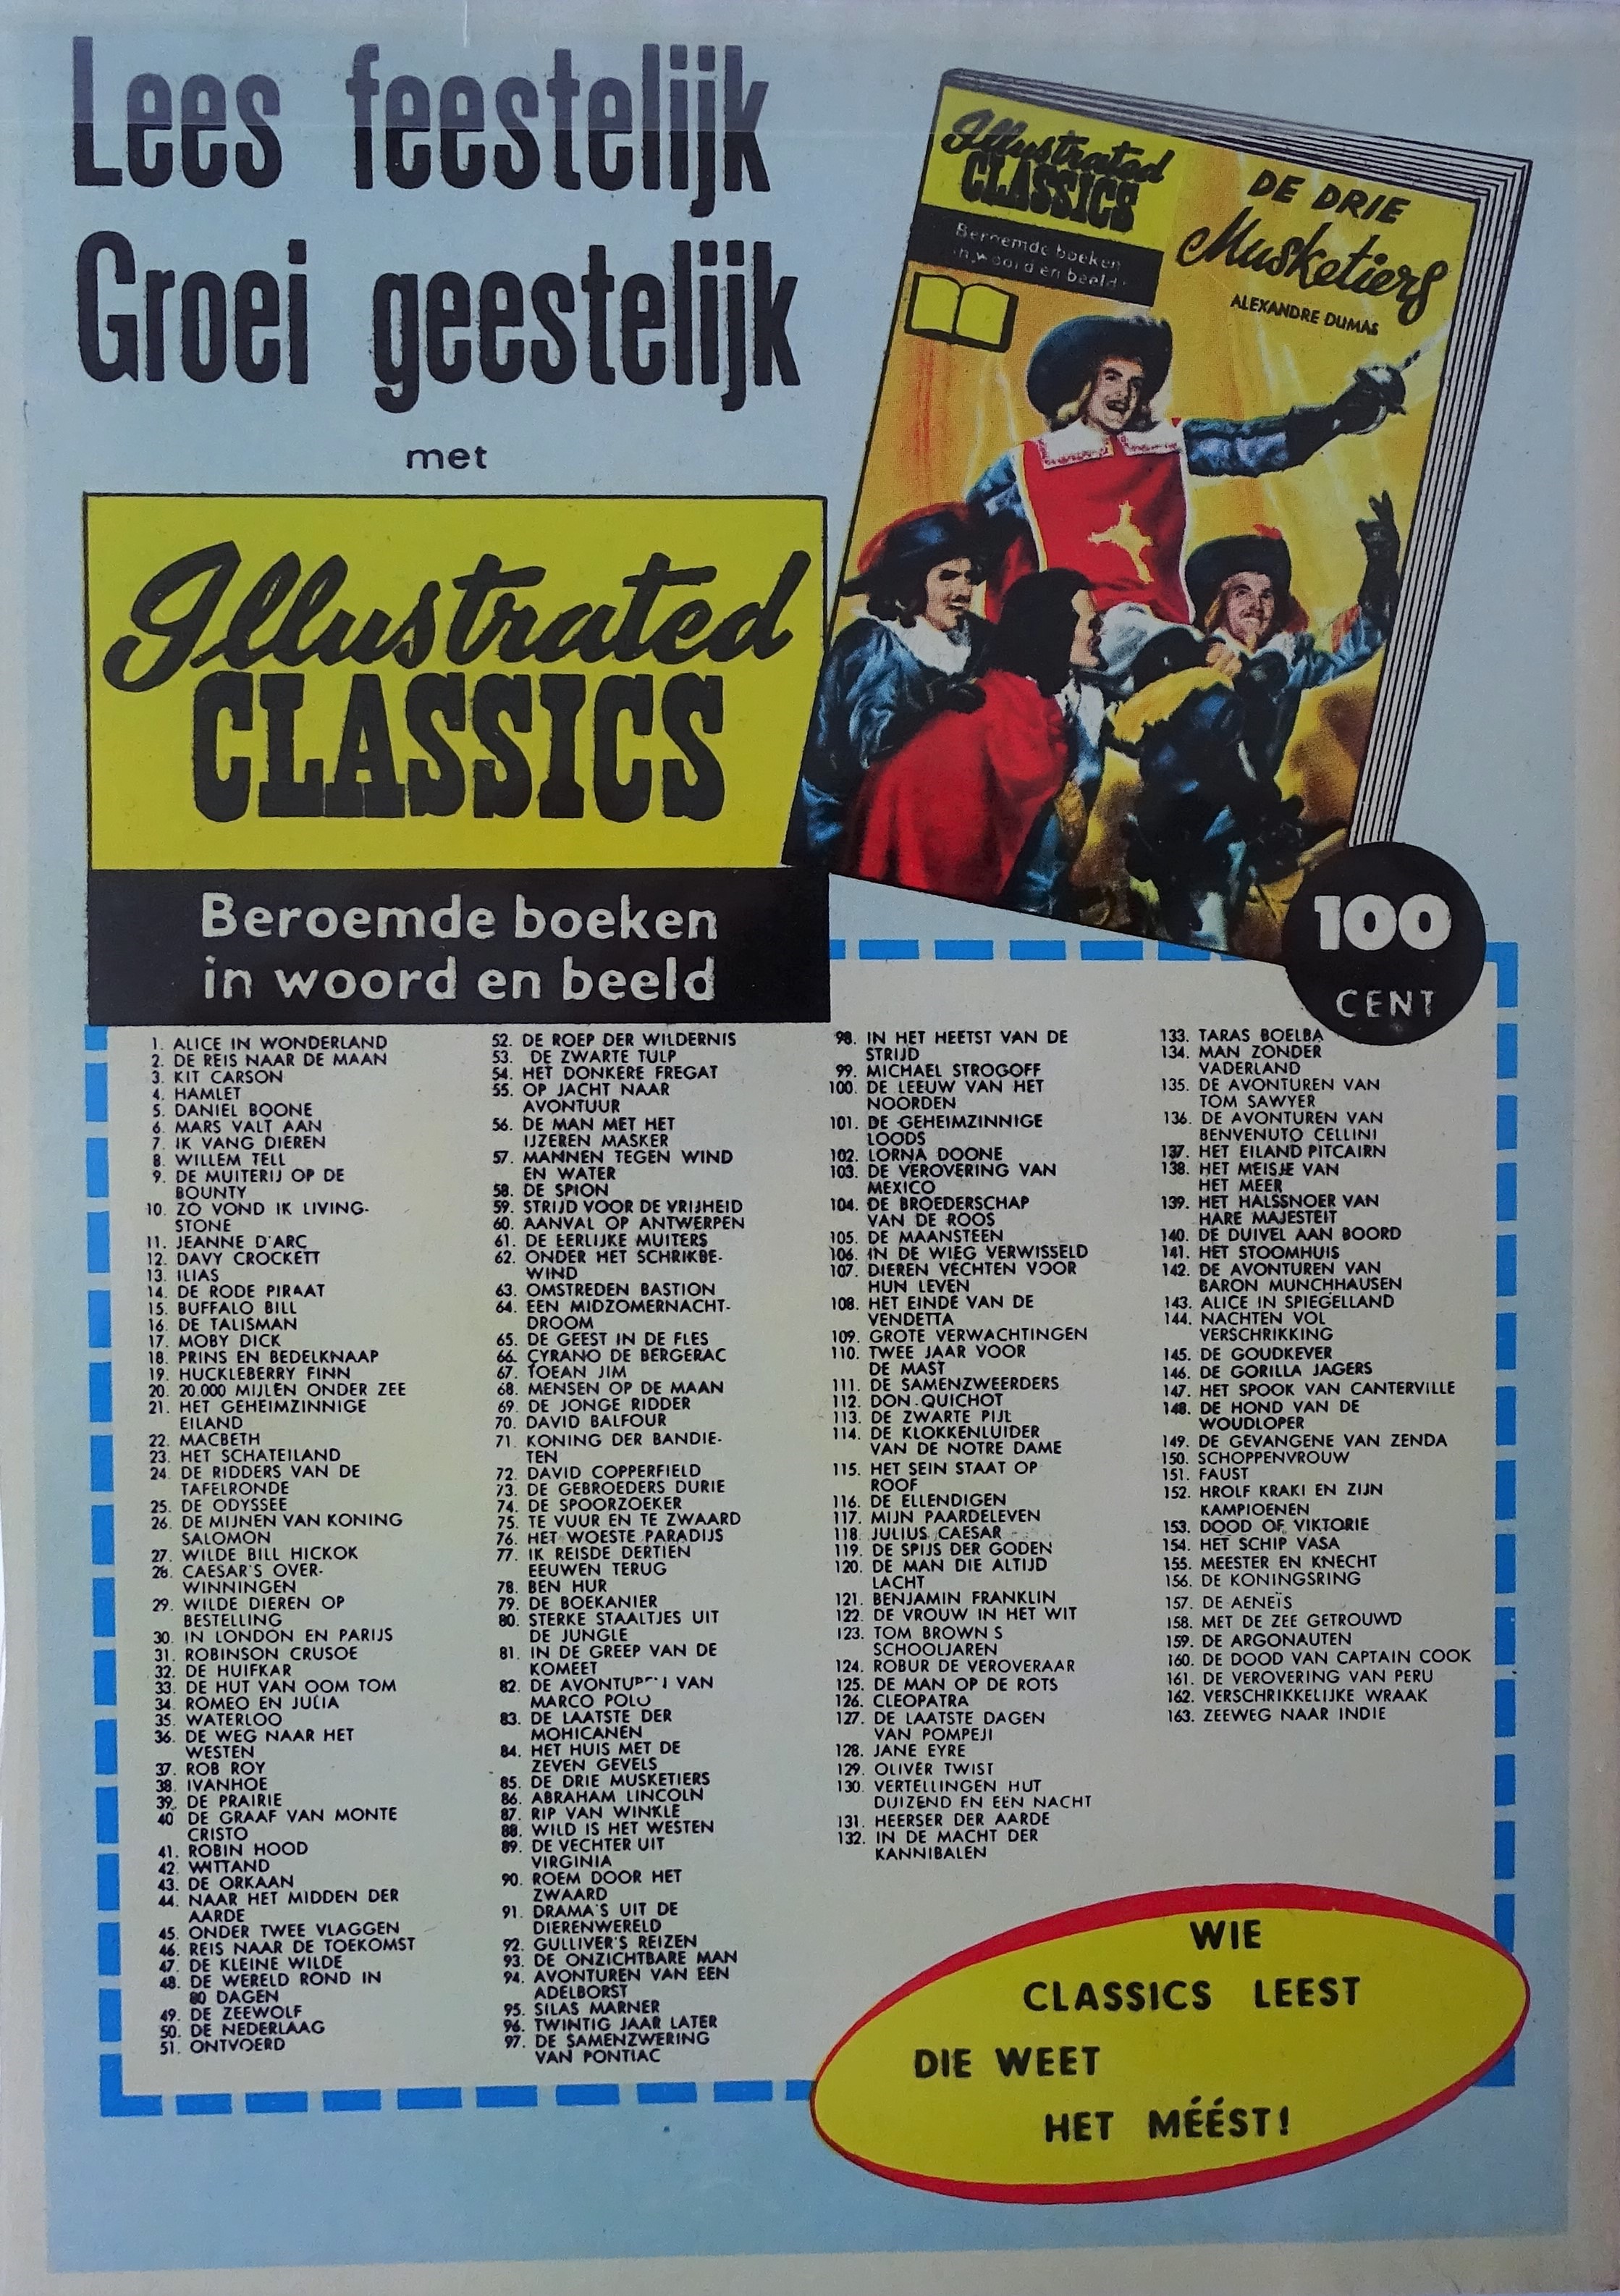 Lees feestelijk
Groei geestelijk
met
Illustrated
CLASSICS
Beroemde boeken
in woord en beeld
Illustrated
CLASSICS
Beroemde boeken
in woord en beeld
DE DRIE
Musketiers
ALEXANDRE DUMAS
100
CENT
1. ALICE IN WONDERLAND
2. DE REIS NAAR DE MAAN
3. KIT CARSON
4. HAMLET
5. DANIEL BOONE
6. MARS VALT AAN
7. IK VANG DIEREN
8. WILLEM TELL
9. DE MUITERIJ OP DE
BOUNTY
10. ZO VOND IK LIVING-
STONE
11. JEANNE D'ARC
12. DAVY CROCKETT
13. ILIAS
14. DE RODE PIRAAT
15. BUFFALO BILL
16. DE TALISMAN
17. MOBY DICK
18. PRINS EN BEDELKNAAP
19. HUCKLEBERRY FINN
20. 20.000 MIJLEN ONDER ZEE
21. HET GEHEIMZINNIGE
EILAND
22. MACBETH
23. HET SCHATEILAND
24. DE RIDDERS VAN DE
TAFELRONDE
25. DE ODYSSEE
26. DE MIJNEN VAN KONING
SALOMON
27. WILDE BILL HICKOK
28. CAESAR'S OVER-
WINNINGEN
29. WILDE DIEREN OP
BESTELLING
30. IN LONDON EN PARIJS
31. ROBINSON CRUSOE
32. DE HUIFKAR
33. DE HUT VAN OOM TOM
34. ROMEO EN JULIA
35. WATERLOO
36. DE WEG NAAR HET
WESTEN
37. ROB ROY
38. IVANHOE
39. DE PRAIRIE
40 DE GRAAF VAN MONTE
CRISTO
41. ROBIN HOOD
42. WITTAND
43. DE ORKAAN
44. NAAR HET MIDDEN DER
AARDE
45. ONDER TWEE VLAGGEN
46. REIS NAAR DE TOEKOMST
47. DE KLEINE WILDE
48. DE WERELD ROND IN
80 DAGEN
49. DE ZEEWOLF
50. DE NEDERLAAG
51. ONTVOERD
52. DE ROEP DER WILDERNIS
53. DE ZWARTE TULP
54. HET DONKERE FREGAT
55. OP JACHT NAAR
AVONTUUR
56. DE MAN MET HET
IJZEREN MASKER
57. MANNEN TEGEN WIND
EN WATER
58. DE SPION
59. STRIJD VOOR DE VRIJHEID
60. AANVAL OP ANTWERPEN
61. DE EERLIJKE MUITERS
62. ONDER HET SCHRIKBE-
WIND
63. OMSTREDEN BASTION
64. EEN MIDZOMERNACHT-
DROOM
65. DE GEEST IN DE FLES
66. CYRANO DE BERGERAC
67. TOEAN JIM
68. MENSEN OP DE MAAN
69. DE JONGE RIDDER
70. DAVID BALFOUR
71. KONING DER BANDIE-
TEN
72. DAVID COPPERFIELD
73. DE GEBROEDERS DURIE
74. DE SPOORZOEKER
75. TE VUUR EN TE ZWAARD
76. HET WOESTE PARADIJS
77. IK REISDE DERTIEN
EEUWEN TERUG
78. BEN HUR
79. DE BOEKANIER
80. STERKE STAALTJES UIT
DE JUNGLE
81. IN DE GREEP VAN DE
KOMEET
82. DE VAN
MARCO POLO
83. DE LAATSTE DER
MOHICANEN
84. HET HUIS MET DE
ZEVEN GEVELS
85. DE DRIE MUSKETIERS
86. ABRAHAM LINCOLN
87. RIP VAN WINKLE
88. WILD IS HET WESTEN
89. DE VECHTER UIT
VIRGINIA
90. ROEM DOOR HET
ZWAARD
91. DRAMA'S UIT DE
DIERENWERELD
92. GULLIVER'S REIZEN
93. DE ONZICHTBARE MAN
94. AVONTUREN VAN EEN
ADELBORST
95. SILAS MARNER
96. TWINTIG JAAR LATER
97. DE SAMENZWERING
VAN PONTIAC
98. IN HET HEETST VAN DE
STRIJD
99. MICHAEL STROGOFF
100. DE LEEUW VAN HET
NOORDEN
101. DE GEHEIMZINNIGE
LOODS
102. LORNA DOONE
103. DE VEROVERING VAN
MEXICO
104. DE BROEDERSCHAP
VAN DE ROOS
105. DE MAANSTEEN
106. IN DE WIEG VERWISSELD
107. DIEREN VECHTEN VOOR
HUN LEVEN
108. HET EINDE VAN DE
VENDETTA
109. GROTE VERWACHTINGEN
110. TWEE JAAR VOOR
DE MAST
111. DE SAMENZWEERDERS
112. DON QUICHOT
113. DE ZWARTE PIJL
114. DE KLOKKENLUIDER
VAN DE NOTRE DAME
115. HET SEIN STAAT OP
ROOF
116. DE ELLENDIGEN
117. MIJN PAARDELEVEN
118. JULIUS CAESAR
119. DE SPIJS DER GODEN
120. DE MAN DIE ALTIJD
LACHT
121. BENJAMIN FRANKLIN
122. DE VROUW IN HET WIT
123. TOM BROWN S
SCHOOLJAREN
124. ROBUR DE VEROVERAAR
125. DE MAN OP DE ROTS
126. CLEOPATRA
127. DE LAATSTE DAGEN
VAN POMPEJI
128. JANE EYRE
129. OLIVER TWIST
130. VERTELLINGEN HUT
DUIZEND EN EEN NACHT
131. HEERSER DER AARDE
132. IN DE MACHT DER
KANNIBALEN
133. TARAS BOELBA
134. MAN ZONDER
VADERLAND
135. DE AVONTUREN VAN
TOM SAWYER
136. DE AVONTUREN VAN
BENVENUTO CELLINI
137. HET EILAND PITCAIRN
138. HET MEISJE VAN
HET MEER
139. HET HALSSNOER VAN
HARE MAJESTEIT
140. DE DUIVEL AAN BOORD
141. HET STOOMHUIS
142. DE AVONTUREN VAN
BARON MUNCHHAUSEN
143. ALICE IN SPIEGELLAND
144. NACHTEN VOL
VERSCHRIKKING
145. DE GOUDKEVER
146. DE GORILLA JAGERS
147. HET SPOOK VAN CANTERVILLE
148. DE HOND VAN DE
WOUDLOPER
149. DE GEVANGENE VAN ZENDA
150. SCHOPPENVROUW
151. FAUST
152. HROLF KRAKI EN ZIJN
KAMPIOENEN
153. DOOD OF VIKTORIE
154. HET SCHIP VASA
155. MEESTER EN KNECHT
156. DE KONINGSRING
157. DE AENEÏS
158. MET DE ZEE GETROUWD
159. DE ARGONAUTEN
160. DE DOOD VAN CAPTAIN COOK
161. DE VEROVERING VAN PERU
162. VERSCHRIKKELIJKE WRAAK
163. ZEEWEG NAAR INDIE
WIE
CLASSICS LEEST
DIE WEET
HET MÉÉST!